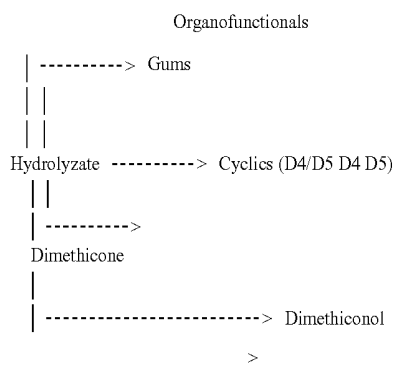 Organofunctionals
| ----------> Gums
| |
| |
Hydrolyzate ----------> Cyclics (D4/D5 D4 D5)
| |
| ---------->
Dimethicone
|
| -----------------------> Dimethiconol
>